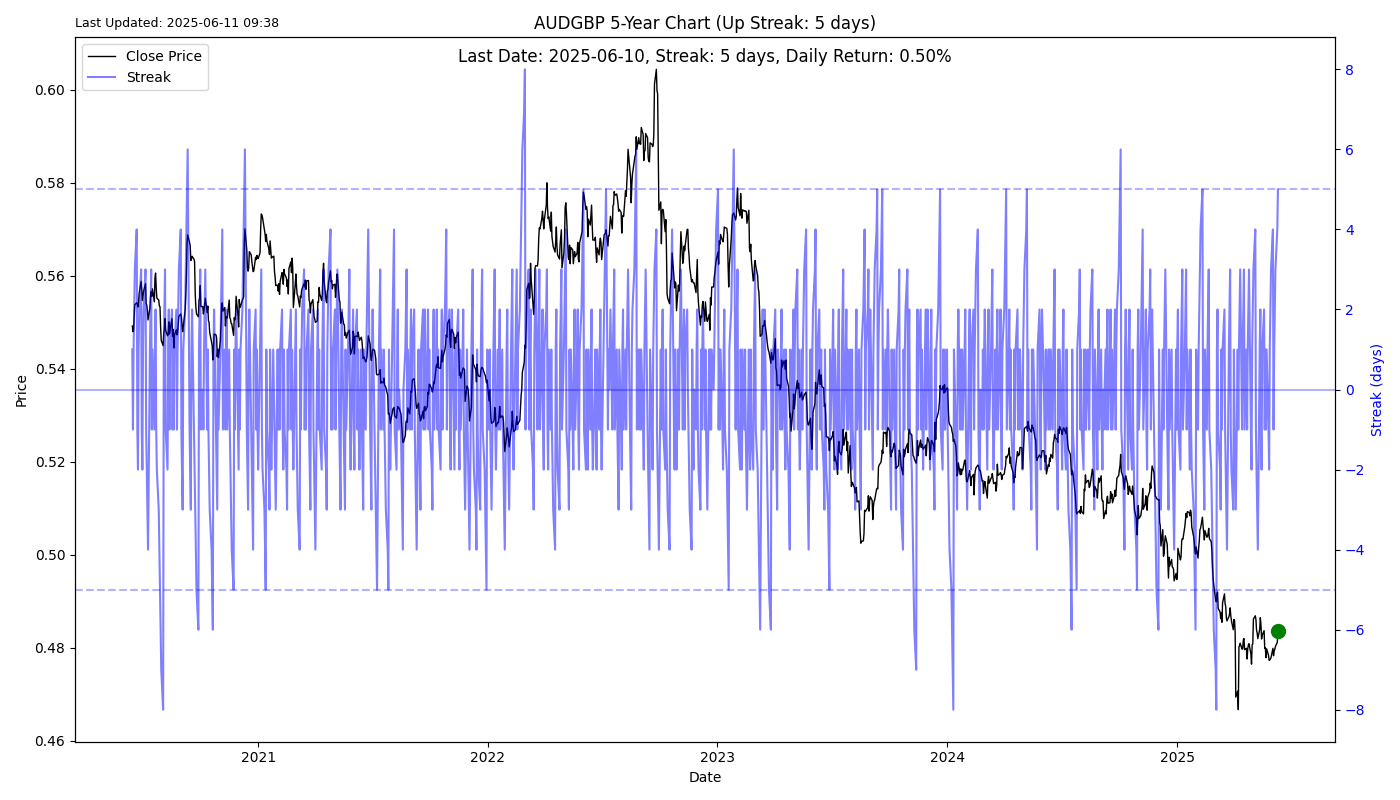 Last Updated: 2025-06-11 09:38
AUDGBP 5-Year Chart (Up Streak: 5 days)
Last Date: 2025-06-10, Streak: 5 days, Daily Return: 0.50%
Close Price
Streak
Price
0.60
0.58
0.56
0.54
0.52
0.50
0.48
0.46
8
6
4
2
0
−2
−4
−6
−8
Streak (days)
2021
2022
2023
2024
2025
Date